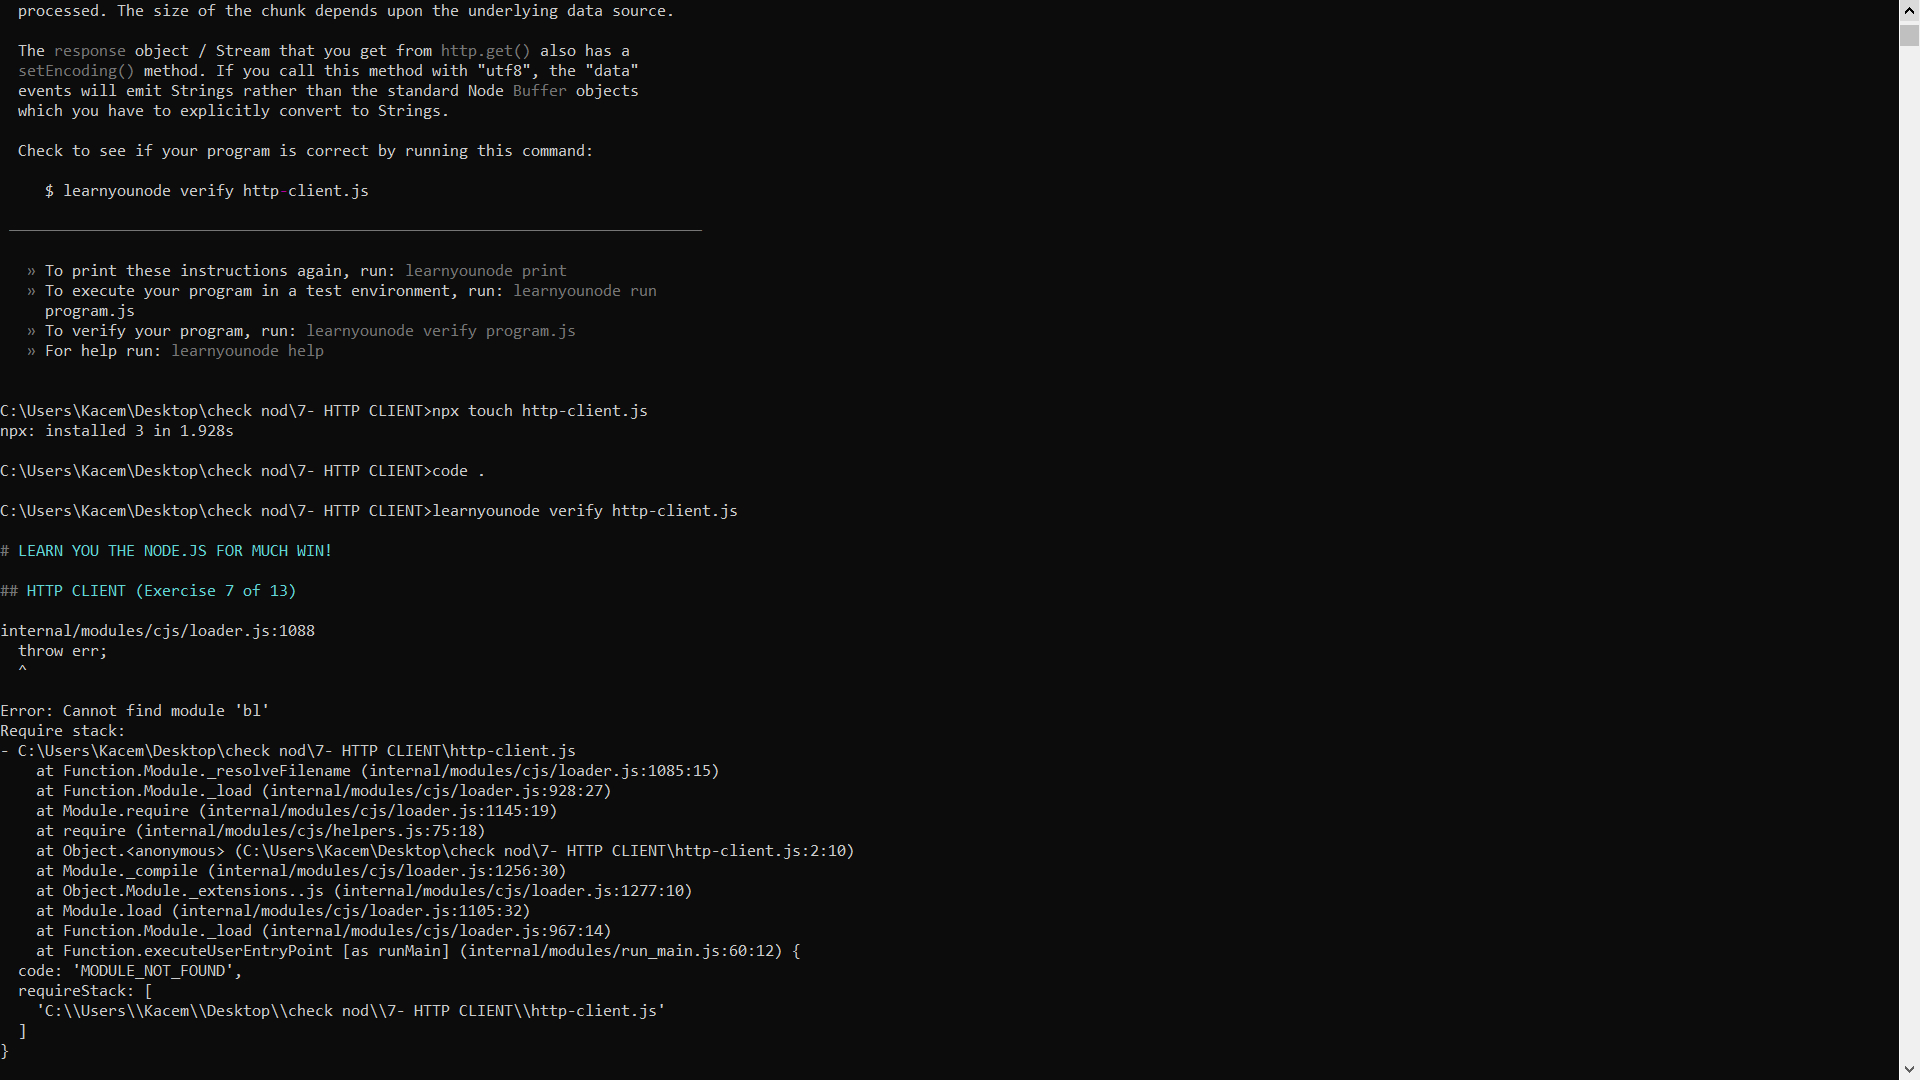 processed. The size of the chunk depends upon the underlying data source.
The response object / Stream that you get from http.get() also has a
setEncoding() method. If you call this method with "utf8", the "data"
events will emit Strings rather than the standard Node Buffer objects
which you have to explicitly convert to Strings.
Check to see if your program is correct by running this command:
$ learnyounode verify http-client.js
» To print these instructions again, run: learnyounode print
» To execute your program in a test environment, run: learnyounode run
program.js
» To verify your program, run: learnyounode verify program.js
» For help run: learnyounode help
C:\Users\Kacem\Desktop\check nod\7- HTTP CLIENT>npx touch http-client.js
npx: installed 3 in 1.928s
C:\Users\Kacem\Desktop\check nod\7- HTTP CLIENT>code .
C:\Users\Kacem\Desktop\check nod\7- HTTP CLIENT>learnyounode verify http-client.js
# LEARN YOU THE NODE.JS FOR MUCH WIN!
## HTTP CLIENT (Exercise 7 of 13)
internal/modules/cjs/loader.js:1088
throw err;
^
Error: Cannot find module 'bl'
Require stack:
- C:\Users\Kacem\Desktop\check nod\7- HTTP CLIENT\http-client.js
at Function.Module._resolveFilename (internal/modules/cjs/loader.js:1085:15)
at Function.Module._load (internal/modules/cjs/loader.js:928:27)
at Module.require (internal/modules/cjs/loader.js:1145:19)
at require (internal/modules/cjs/helpers.js:75:18)
at Object.<anonymous> (C:\Users\Kacem\Desktop\check nod\7- HTTP CLIENT\http-client.js:2:10)
at Module._compile (internal/modules/cjs/loader.js:1256:30)
at Object.Module._extensions..js (internal/modules/cjs/loader.js:1277:10)
at Module.load (internal/modules/cjs/loader.js:1105:32)
at Function.Module._load (internal/modules/cjs/loader.js:967:14)
at Function.executeUserEntryPoint [as runMain] (internal/modules/run_main.js:60:12) {
code: 'MODULE_NOT_FOUND',
requireStack: [
'C:\\Users\\Kacem\\Desktop\\check nod\\7- HTTP CLIENT\\http-client.js'
]
}